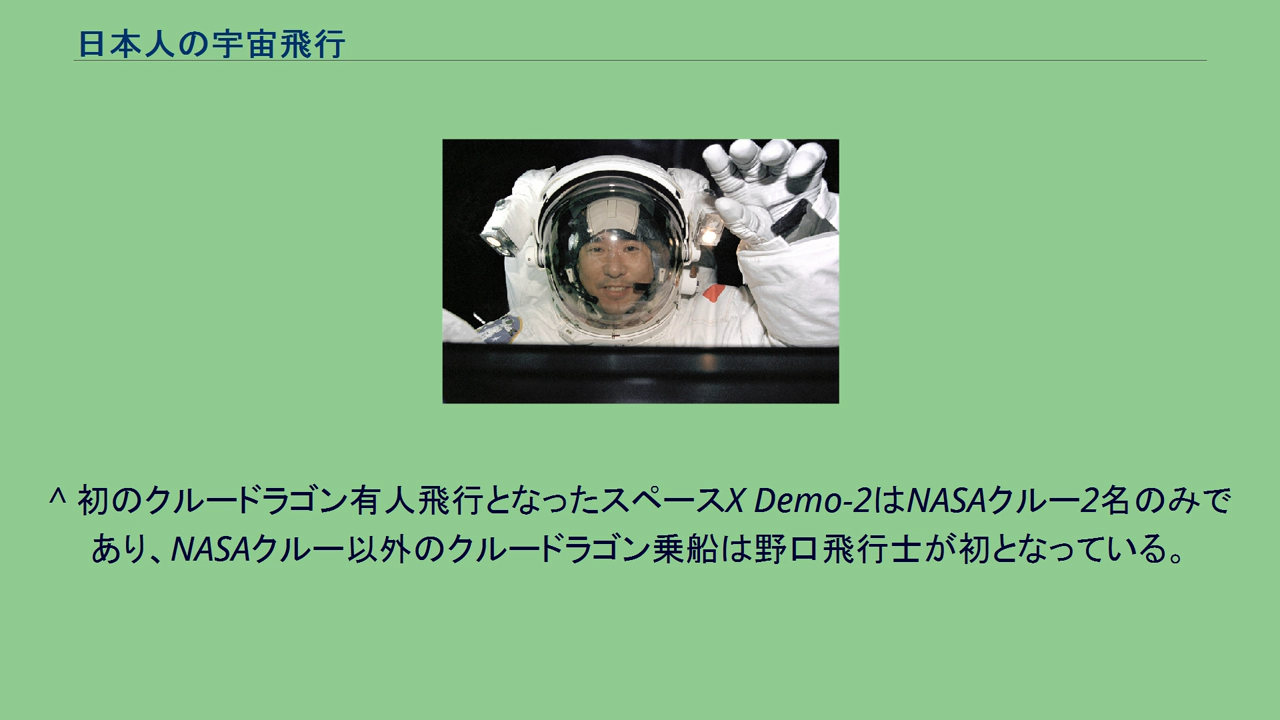 日本人の宇宙飛行
^ 初のクルードラゴン有人飛行となったスペースX Demo-2はNASAクルー2名のみで
あり、NASAクルー以外のクルードラゴン乗船は野口飛行士が初となっている。